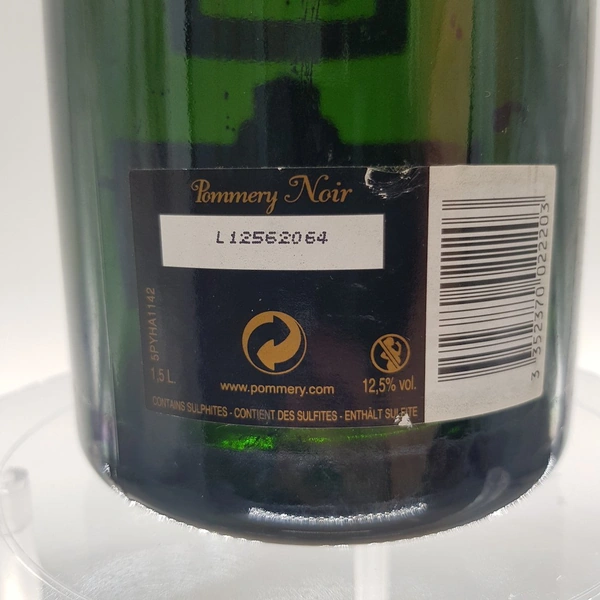 Pommery Noir
L12562064
5PYHA1142
1,5 L
www.pommery.com
12,5% vol.
CONTAINS SULPHITES - CONTIENT DES SULFITES - ENTHÄLT SULFITE
3 352370 022203